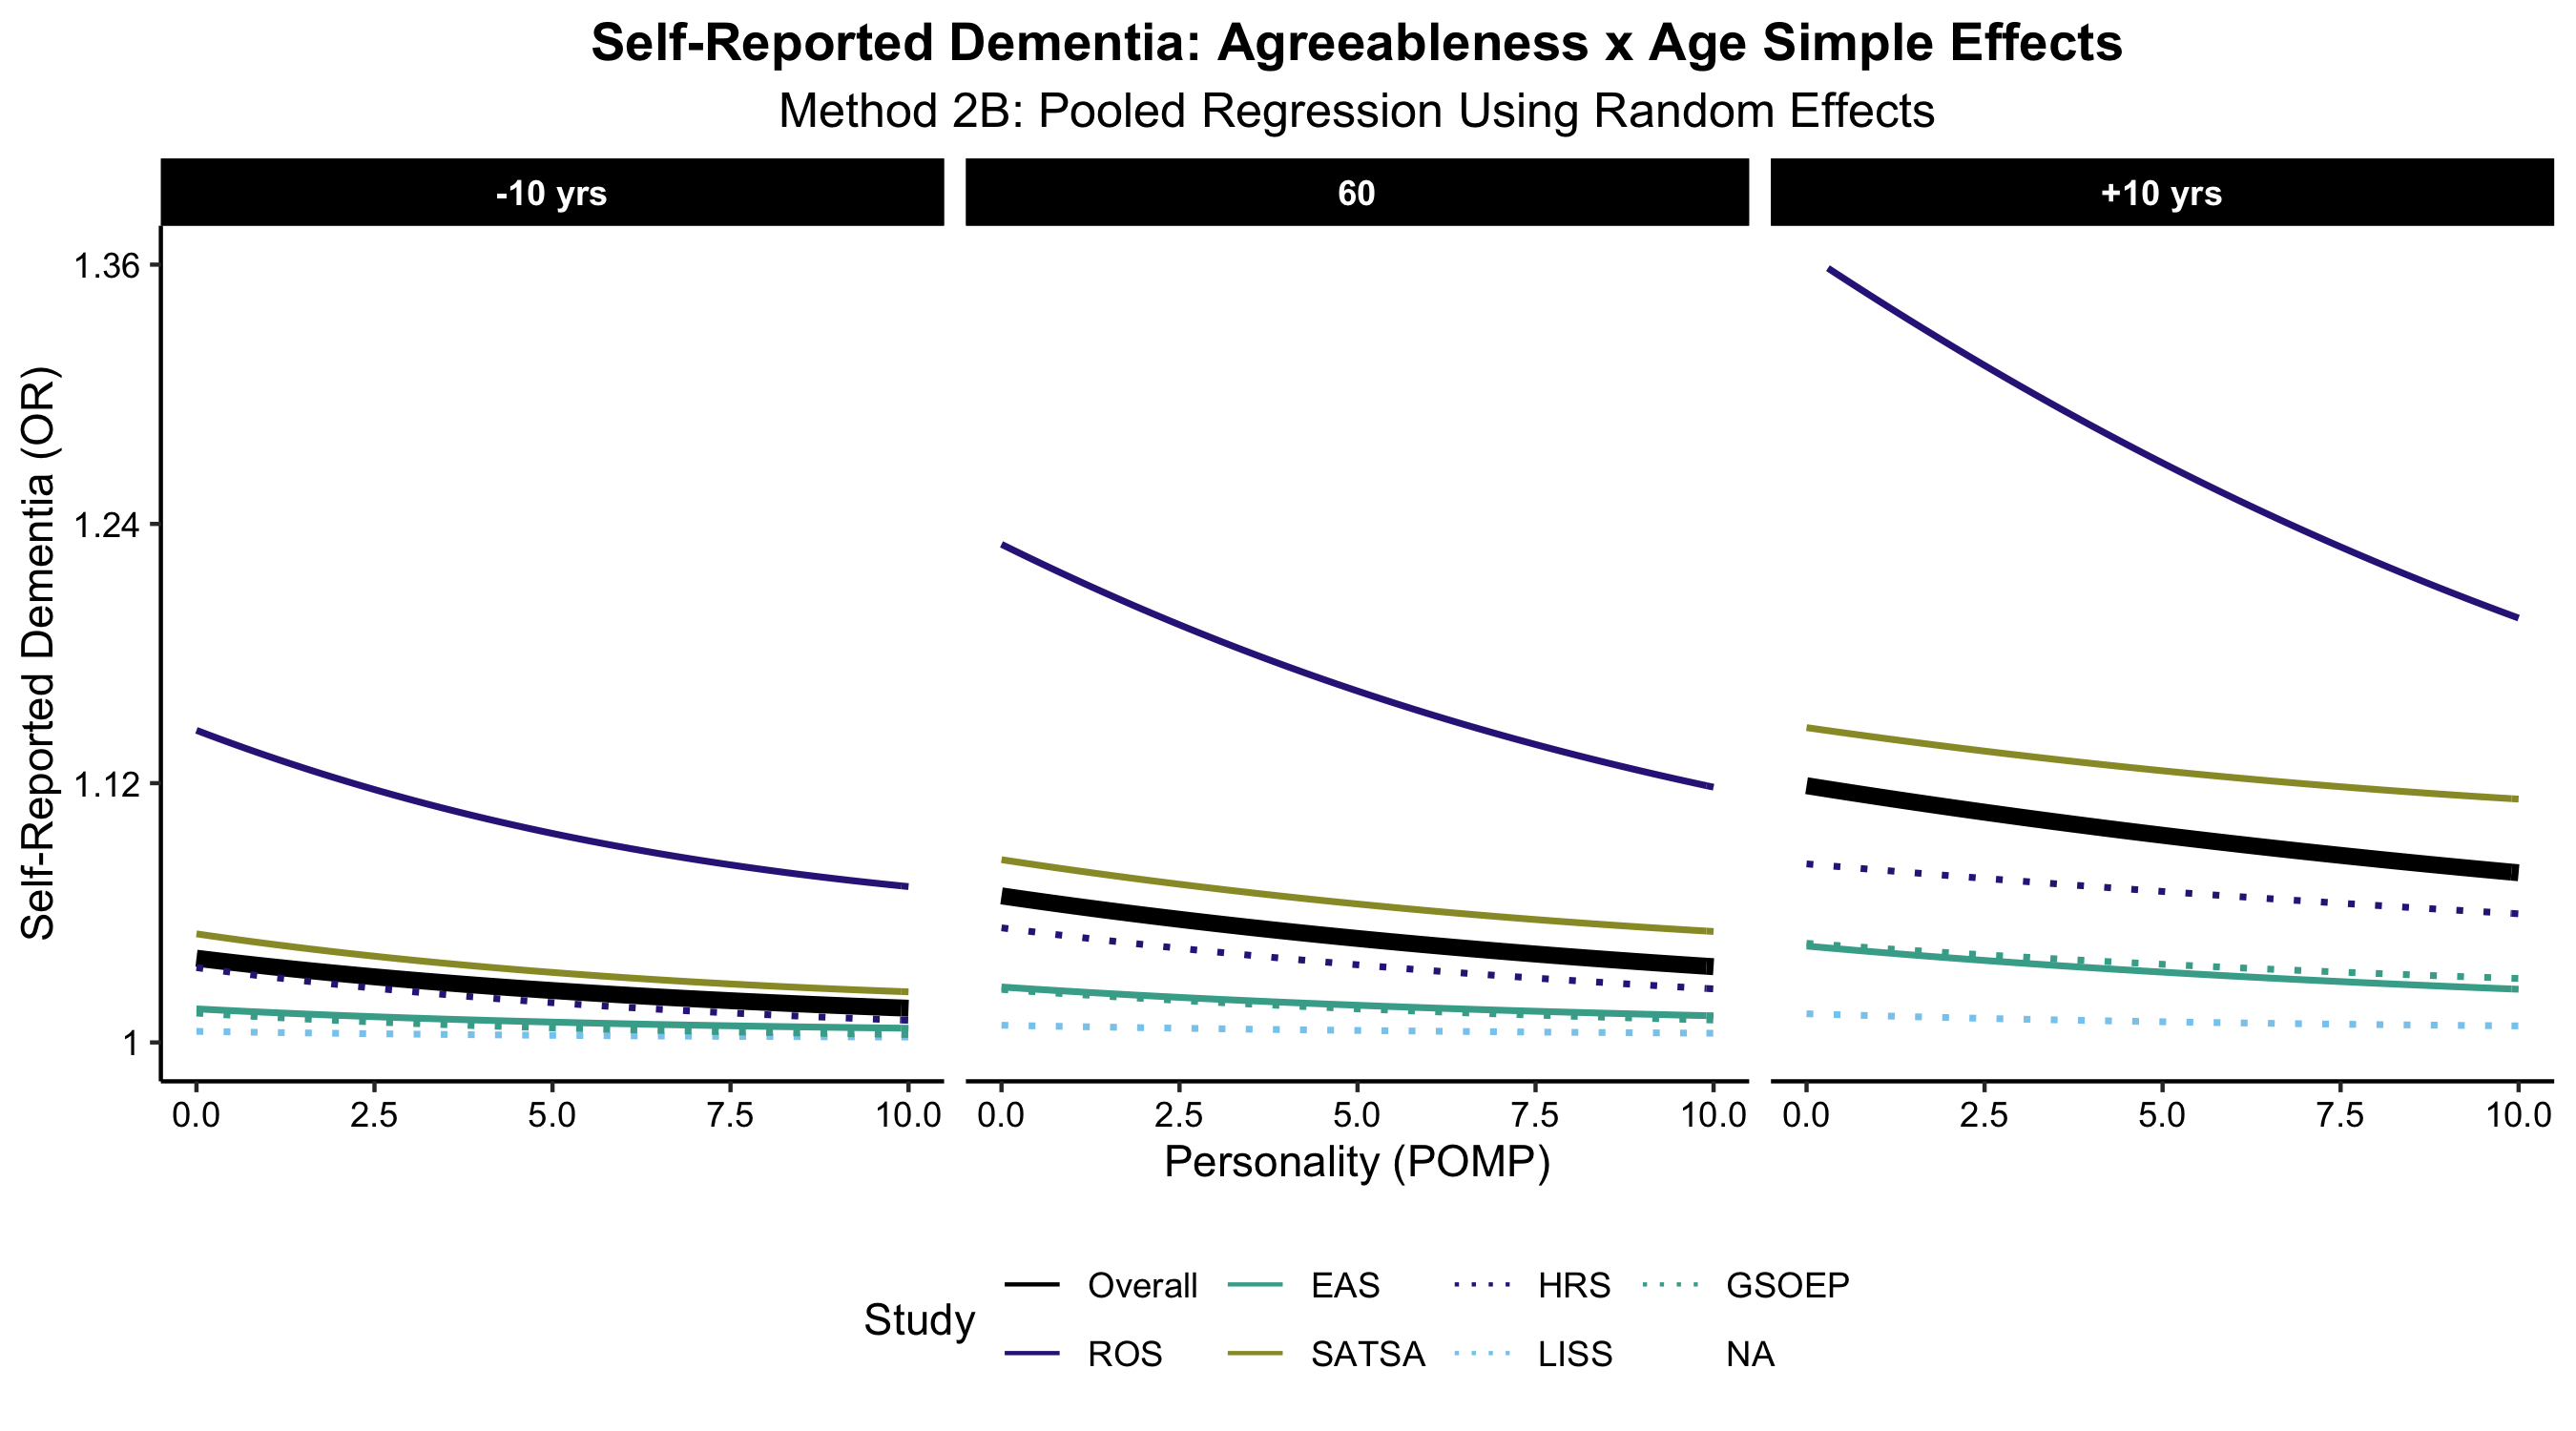 Self-Reported Dementia: Agreeableness x Age Simple Effects
Method 2B: Pooled Regression Using Random Effects
-10 yrs
60
+10 yrs
Self-Reported Dementia (OR)
1.36
1.24
1.12
1
0.0 2.5 5.0 7.5 10.0
0.0 2.5 5.0 7.5 10.0
0.0 2.5 5.0 7.5 10.0
Personality (POMP)
Study
Overall EAS HRS GSOEP
ROS SATSA LISS NA